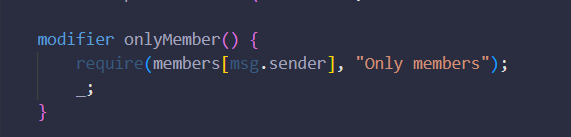 modifier onlyMember() {
require(members[msg.sender], "Only members");
_;
}